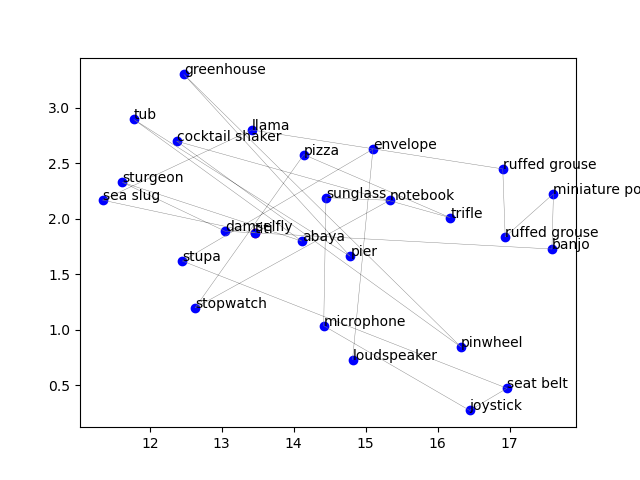 greenhouse
tub
llama
cocktail shaker
pizza
envelope
ruffed grouse
sturgeon
miniature po
sea slug
sunglass
notebook
trifle
damselfly
abaya
ruffed grouse
banjo
pier
stupa
stopwatch
microphone
pinwheel
loudspeaker
seat belt
joystick
3.0
2.5
2.0
1.5
1.0
0.5
12 13 14 15 16 17